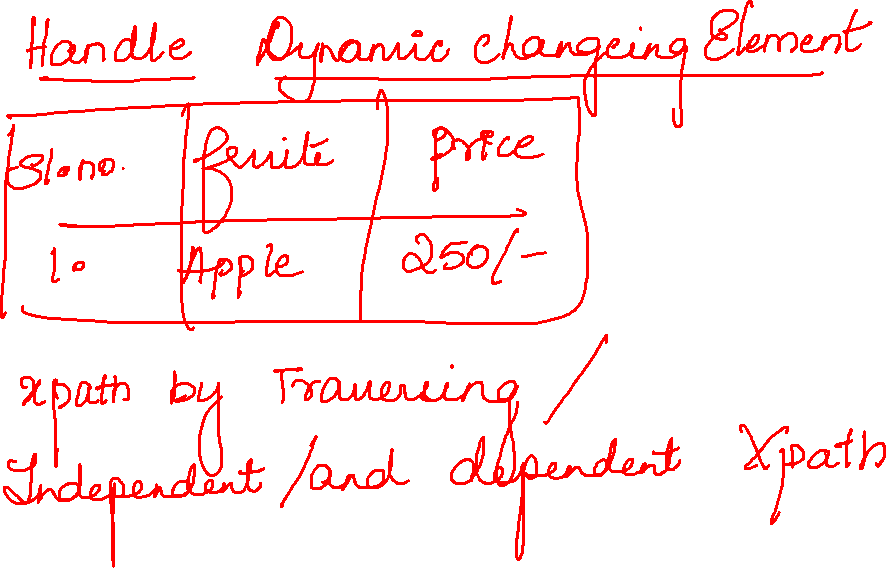 Handle Dynamic changeing Element
Sl.no. fruite price
1. Apple 250/-
xpath by Traversing /
Independent /and dependent Xpath